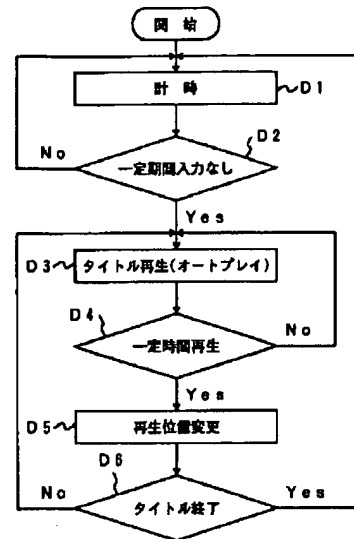 開始
計時
D1
D2
No
一定期間入力なし
Yes
D3
タイトル再生(オートプレイ)
D4
No
一定時間再生
Yes
D5
再生位置変更
D6
No
Yes
タイトル終了